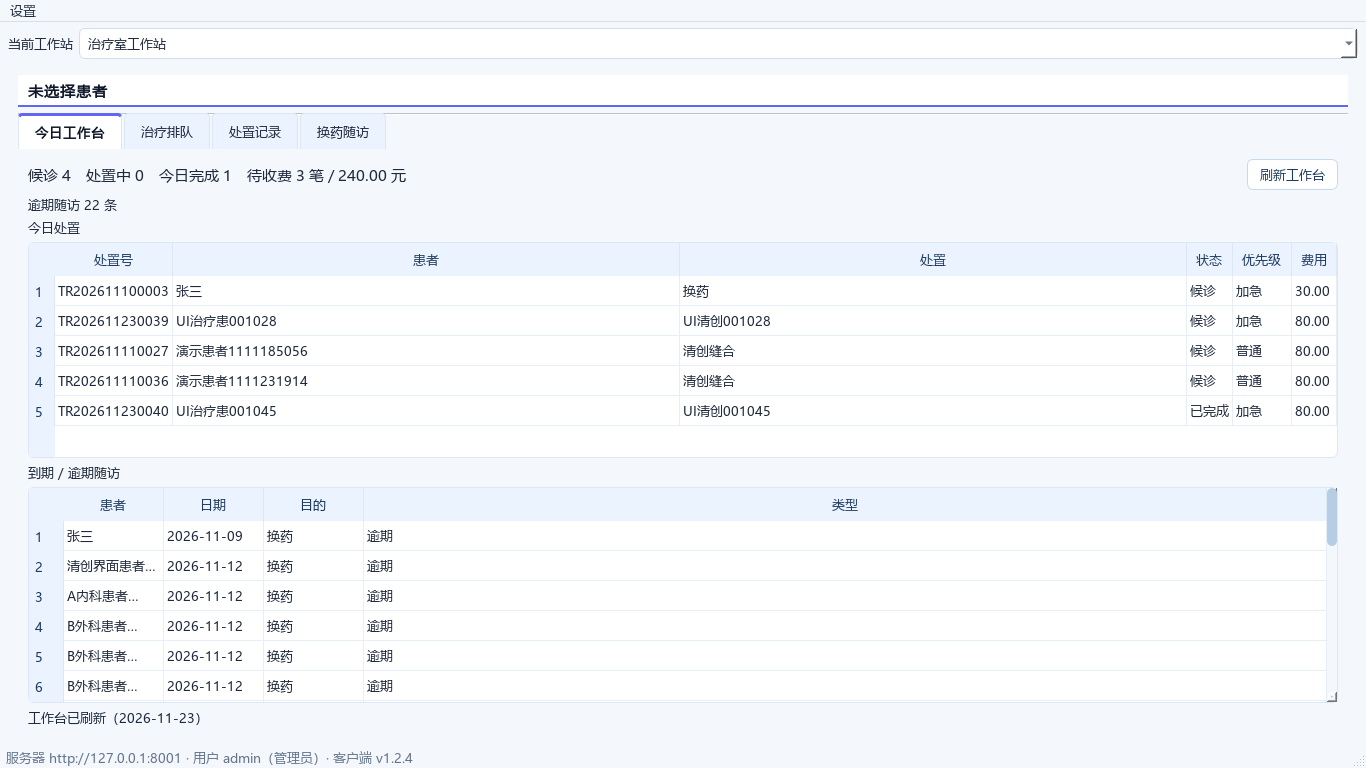 设置
当前工作站 治疗室工作站
未选择患者
今日工作台 治疗排队 处置记录 换药随访
候诊 4 处置中 0 今日完成 1 待收费 3 笔 / 240.00 元 刷新工作台
逾期随访 22 条
今日处置
处置号 患者 处置 状态 优先级 费用
1 TR202611100003 张三 换药 候诊 加急 30.00
2 TR202611230039 UI治疗患001028 UI清创001028 候诊 加急 80.00
3 TR202611110027 演示患者1111185056 清创缝合 候诊 普通 80.00
4 TR202611110036 演示患者1111231914 清创缝合 候诊 普通 80.00
5 TR202611230040 UI治疗患001045 UI清创001045 已完成 加急 80.00
到期 / 逾期随访
患者 日期 目的 类型
1 张三 2026-11-09 换药 逾期
2 清创界面患者... 2026-11-12 换药 逾期
3 A内科患者... 2026-11-12 换药 逾期
4 B外科患者... 2026-11-12 换药 逾期
5 B外科患者... 2026-11-12 换药 逾期
6 B外科患者... 2026-11-12 换药 逾期
工作台已刷新（2026-11-23）
服务器 http://127.0.0.1:8001 · 用户 admin（管理员）· 客户端 v1.2.4